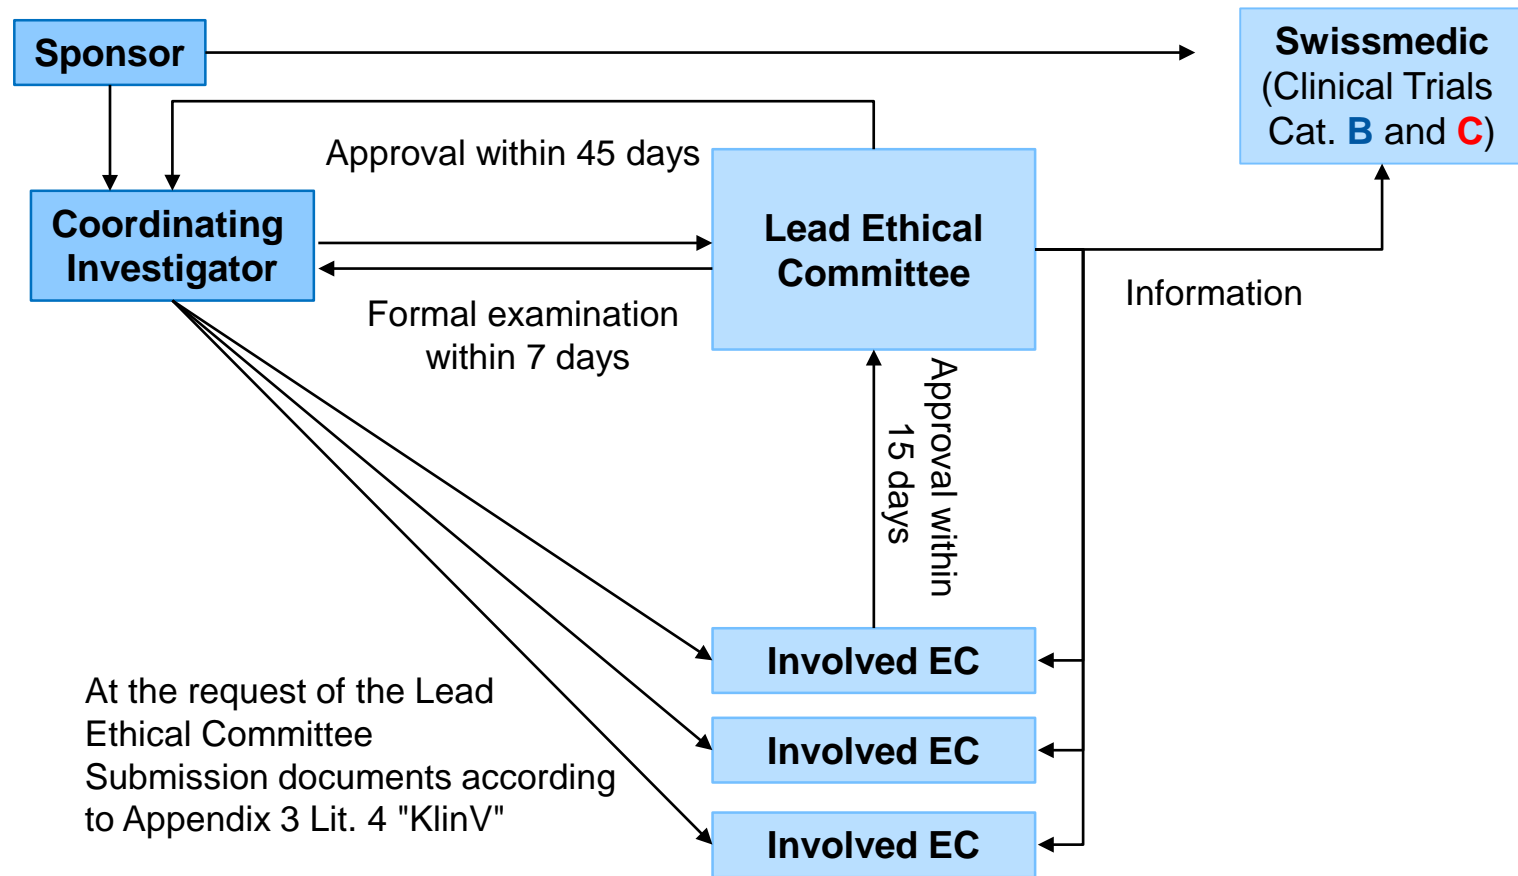 Sponsor
Swissmedic
(Clinical Trials
Cat. B and C)
Approval within 45 days
Coordinating
Investigator
Lead Ethical
Committee
Information
Formal examination
within 7 days
Approval within
15 days
Involved EC
At the request of the Lead
Ethical Committee
Submission documents according
to Appendix 3 Lit. 4 "KlinV"
Involved EC
Involved EC